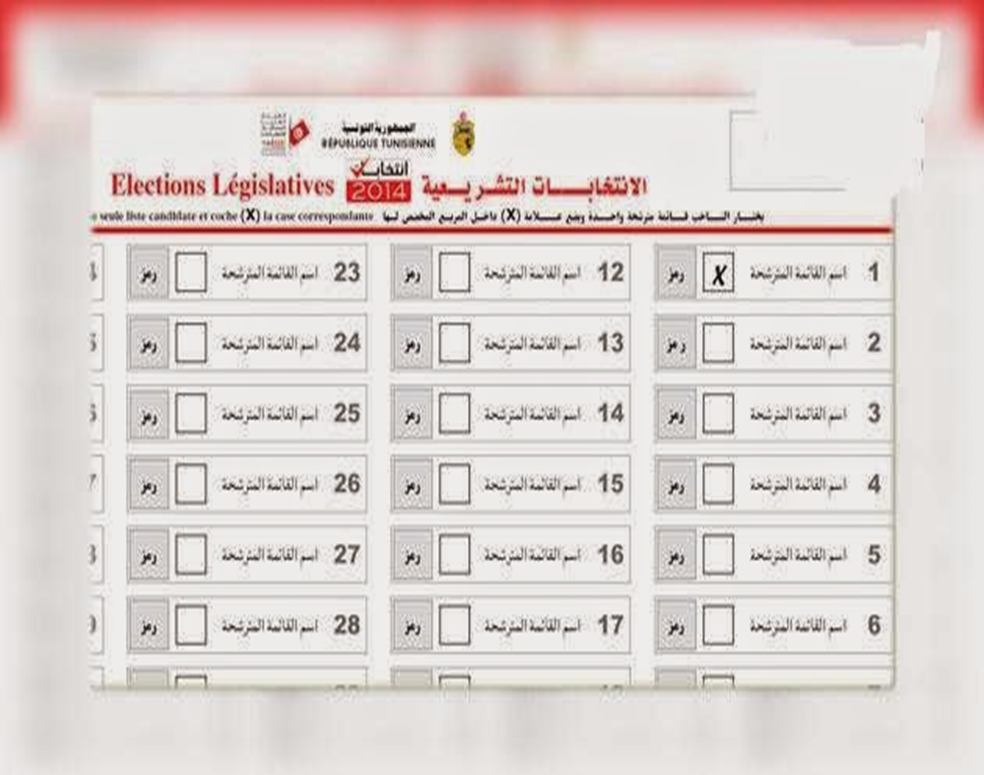 الجمهورية التونسية
RÉPUBLIQUE TUNISIENNE
الانتخابات التشريعية انتخابات 2014 Elections Législatives
يختار الناخب قائمة مترشحة واحدة ويضع علامة (X) داخل المربع المخصص لها
seule liste candidate et coche (X) la case correspondante
1 اسم القائمة المترشحة X رمز 12 اسم القائمة المترشحة رمز 23 اسم القائمة المترشحة رمز
2 اسم القائمة المترشحة رمز 13 اسم القائمة المترشحة رمز 24 اسم القائمة المترشحة رمز
3 اسم القائمة المترشحة رمز 14 اسم القائمة المترشحة رمز 25 اسم القائمة المترشحة رمز
4 اسم القائمة المترشحة رمز 15 اسم القائمة المترشحة رمز 26 اسم القائمة المترشحة رمز
5 اسم القائمة المترشحة رمز 16 اسم القائمة المترشحة رمز 27 اسم القائمة المترشحة رمز
6 اسم القائمة المترشحة رمز 17 اسم القائمة المترشحة رمز 28 اسم القائمة المترشحة رمز